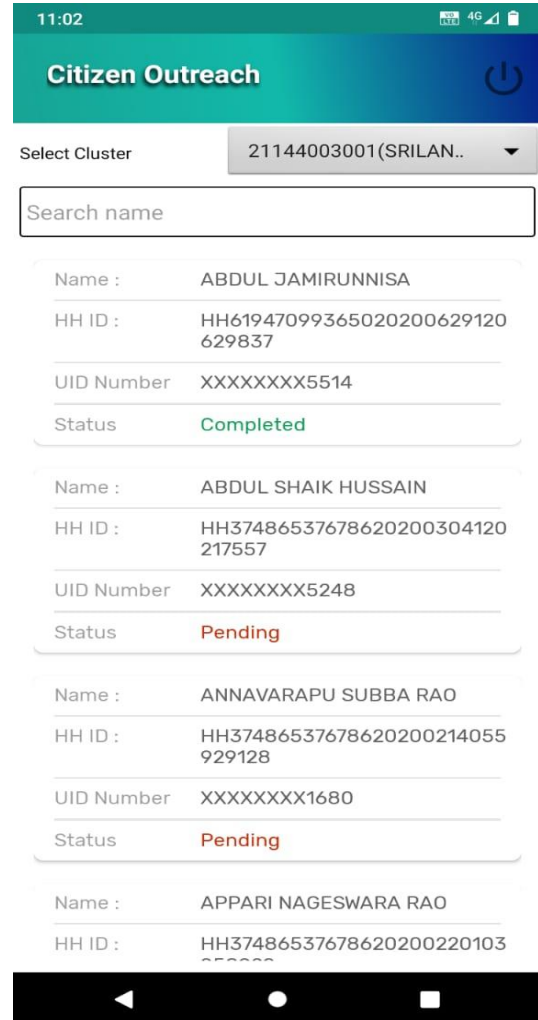 11:02
VO LTE 4G
Citizen Outreach
Select Cluster 21144003001(SRILAN..
Search name
Name : ABDUL JAMIRUNNISA
HH ID : HH61947099365020200629120
629837
UID Number XXXXXXXX5514
Status Completed
Name : ABDUL SHAIK HUSSAIN
HH ID : HH37486537678620200304120
217557
UID Number XXXXXXXX5248
Status Pending
Name : ANNAVARAPU SUBBA RAO
HH ID : HH37486537678620200214055
929128
UID Number XXXXXXXX1680
Status Pending
Name : APPARI NAGESWARA RAO
HH ID : HH37486537678620200220103